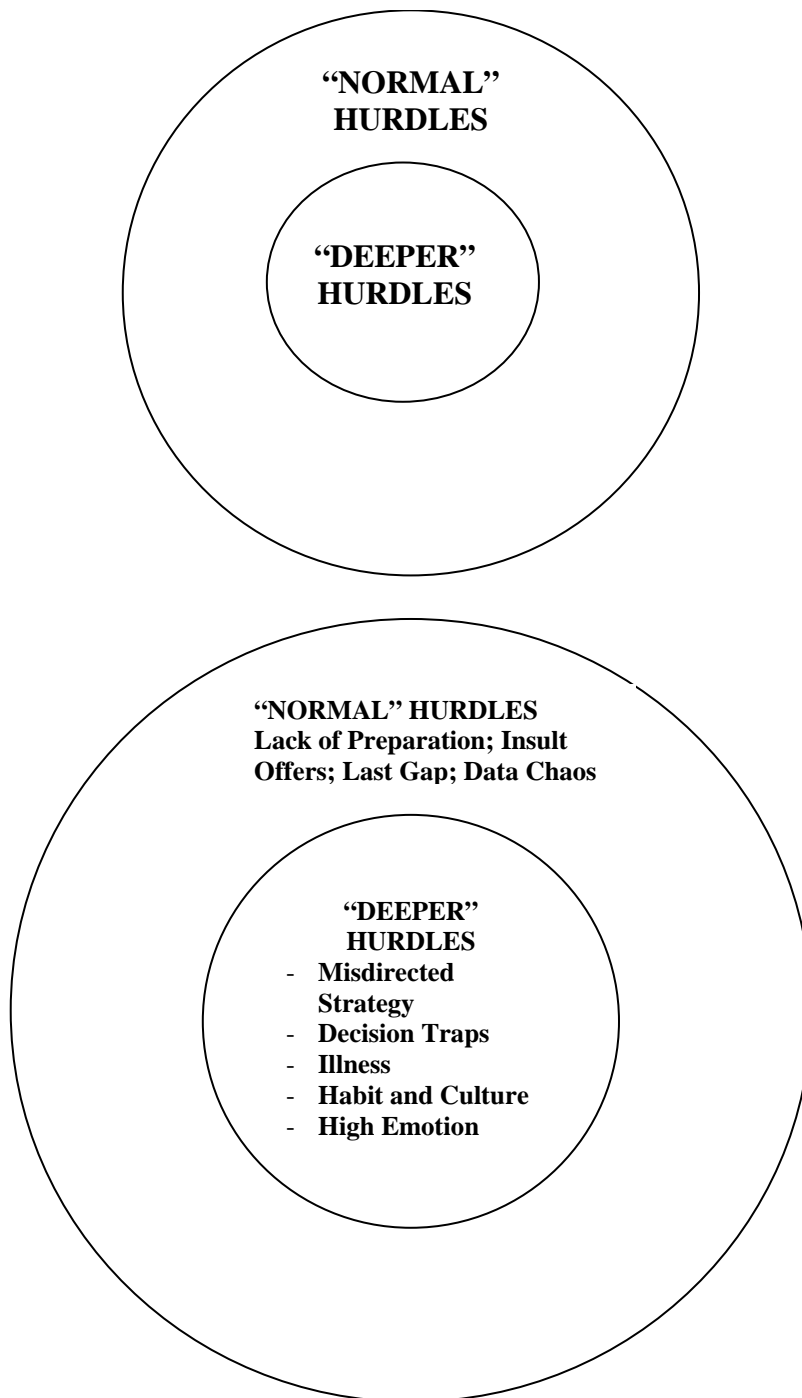 “NORMAL”
HURDLES
“DEEPER”
HURDLES
“NORMAL” HURDLES
Lack of Preparation; Insult
Offers; Last Gap; Data Chaos
“DEEPER”
HURDLES
- Misdirected
Strategy
- Decision Traps
- Illness
- Habit and Culture
- High Emotion